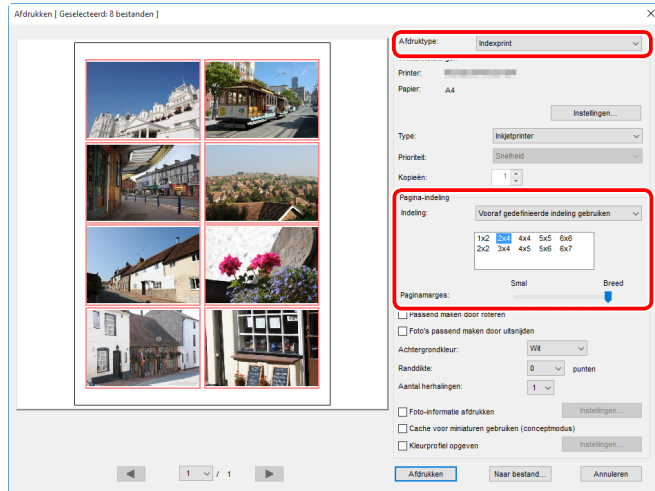 Afdrukken [ Geselecteerd: 8 bestanden ]
Afdruktype: Indexprint
Printer:
Papier: A4
Instellingen...
Type: Inkjetprinter
Prioriteit: Snelheid
Kopieën: 1
Pagina-indeling
Indeling: Vooraf gedefinieerde indeling gebruiken
1x2 2x4 4x4 5x5 6x6
2x2 3x4 4x5 5x6 6x7
Smal Breed
Paginamarges:
Passend maken door roteren
Foto's passend maken door uitsnijden
Achtergrondkleur: Wit
Randdikte: 0 punten
Aantal herhalingen: 1
Foto-informatie afdrukken Instellingen...
Cache voor miniaturen gebruiken (conceptmodus)
Kleurprofiel opgeven Instellingen...
1 / 1
Afdrukken Naar bestand... Annuleren